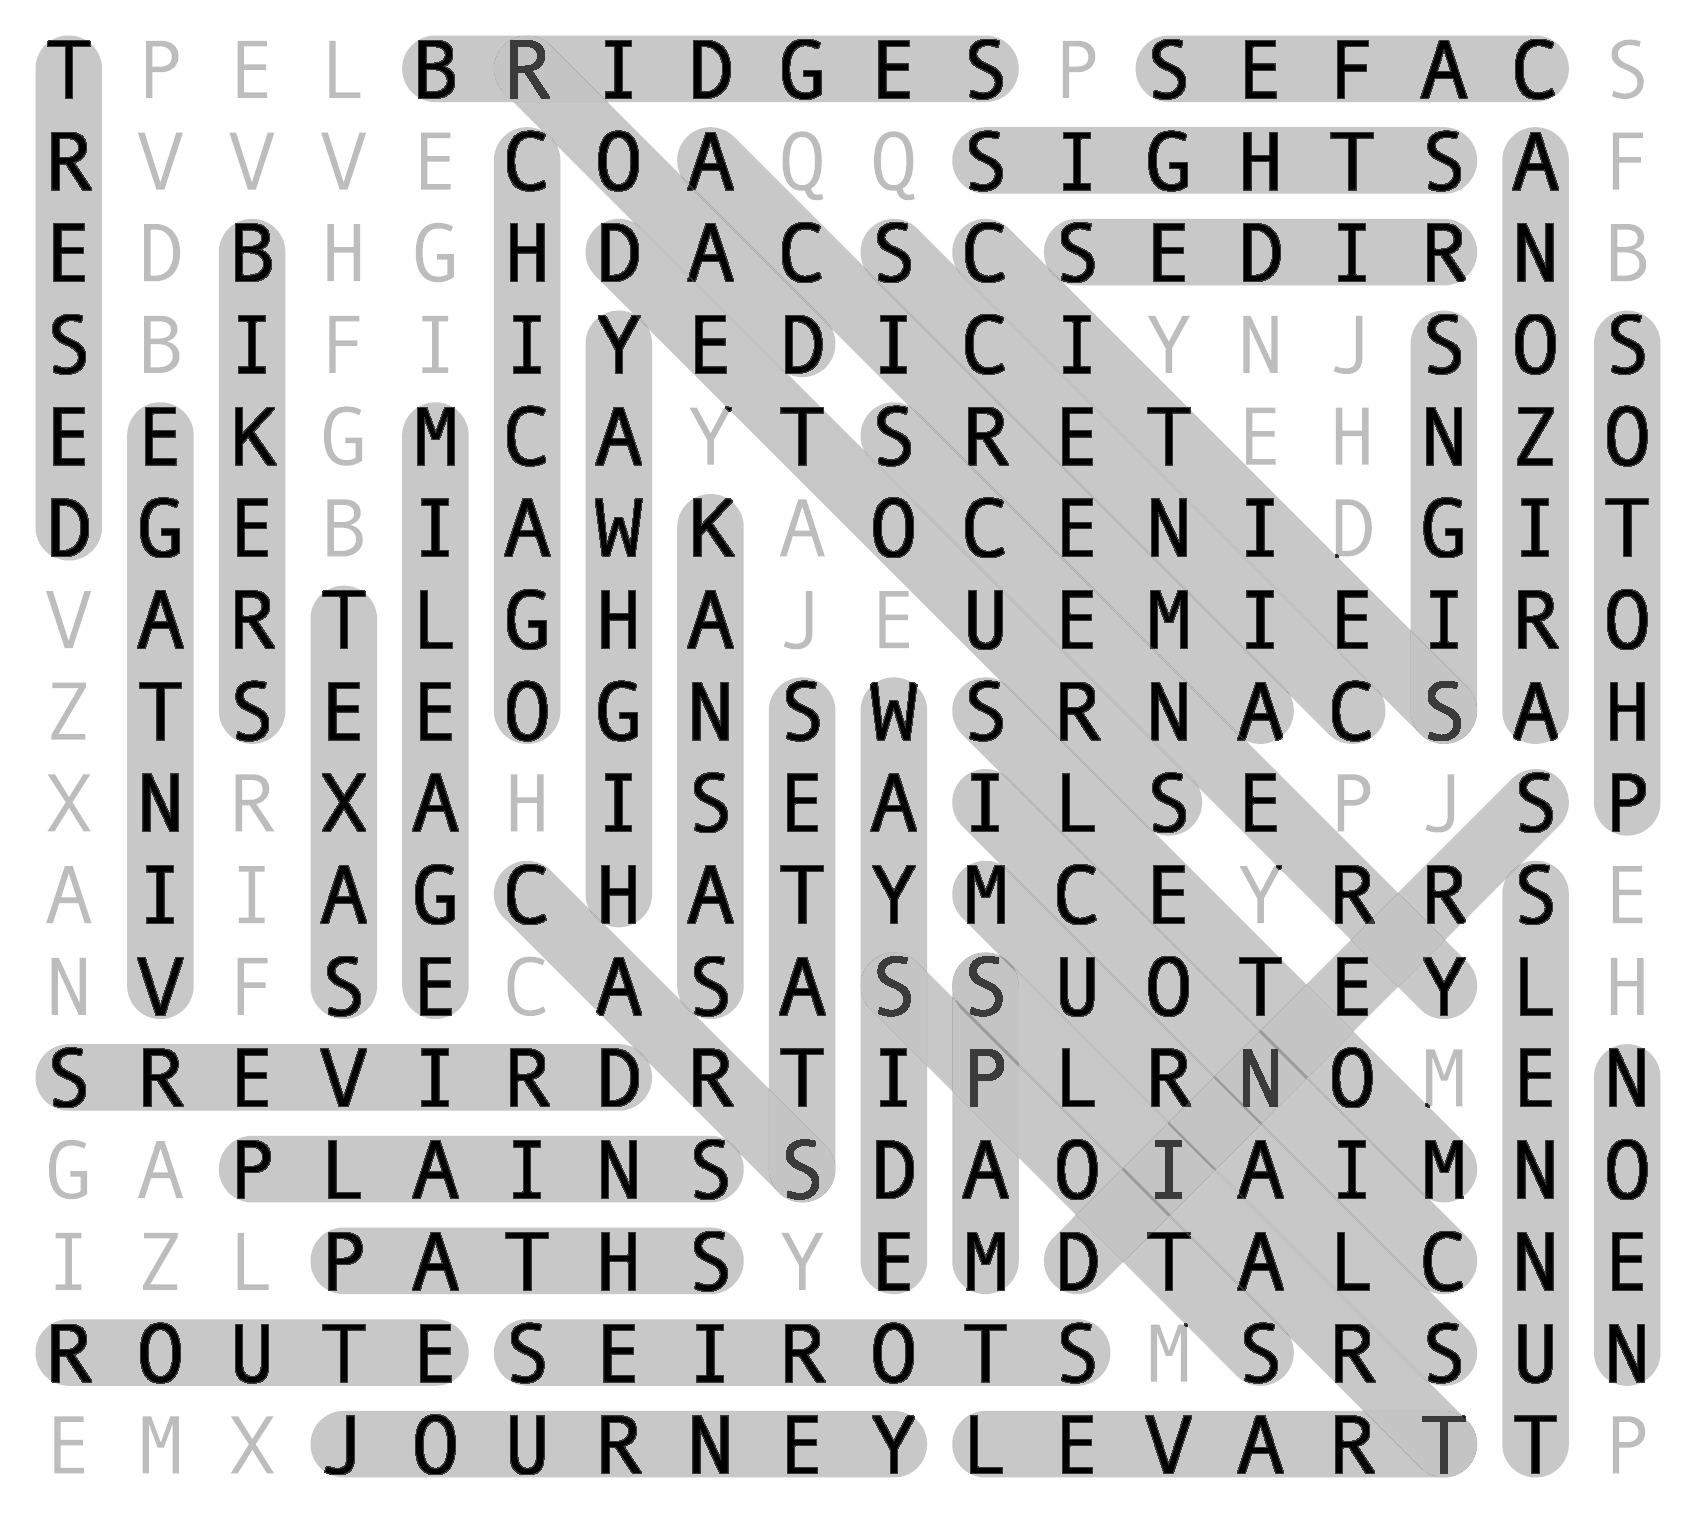 T P E L B R I D G E S P S E F A C S
R V V V E C O A Q Q S I G H T S A F
E D B H G H D A C S C S E D I R N B
S B I F I I Y E D I C I Y N J S O S
E E K G M C A Y T S R E T E H N Z O
D G E B I A W K A O C E N I D G I T
V A R T L G H A J E U E M I E I R O
Z T S E E O G N S W S R N A C S A H
X N R X A H I S E A I L S E P J S P
A I I A G C H A T Y M C E Y R R S E
N V F S E C A S A S S U O T E Y L H
S R E V I R D R T I P L R N O M E N
G A P L A I N S S D A O I A I M N O
I Z L P A T H S Y E M D T A L C N E
R O U T E S E I R O T S M S R S U N
E M X J O U R N E Y L E V A R T T P